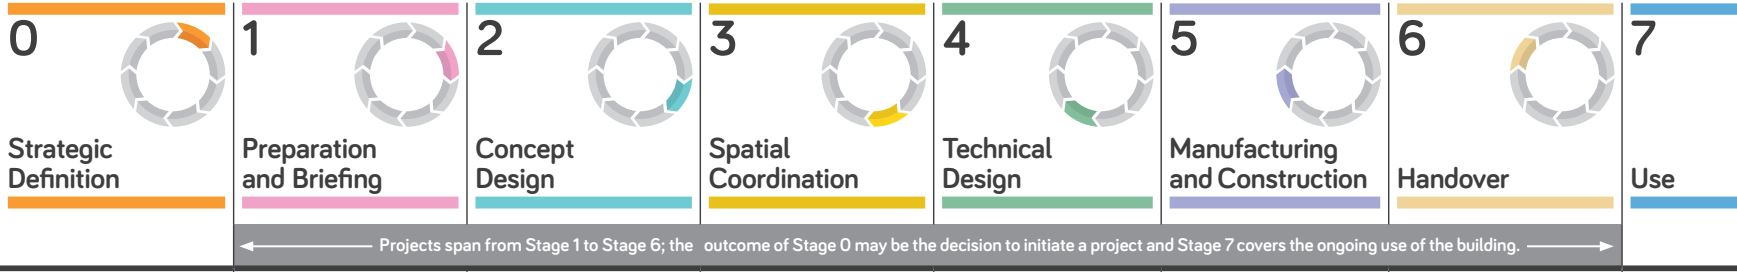 0
Strategic
Definition
1
Preparation
and Briefing
2
Concept
Design
3
Spatial
Coordination
4
Technical
Design
5
Manufacturing
and Construction
6
Handover
7
Use
Projects span from Stage 1 to Stage 6; the outcome of Stage 0 may be the decision to initiate a project and Stage 7 covers the ongoing use of the building.